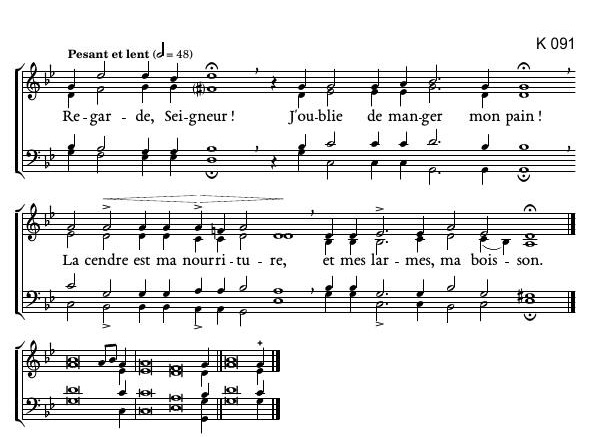 K 091
Pesant et lent (𝅗𝅥 = 48)
Re-gar-de, Sei-gneur ! J'ou-blie de man-ger mon pain !
La cendre est ma nourri-tu-re, et mes lar-mes, ma bois-son.